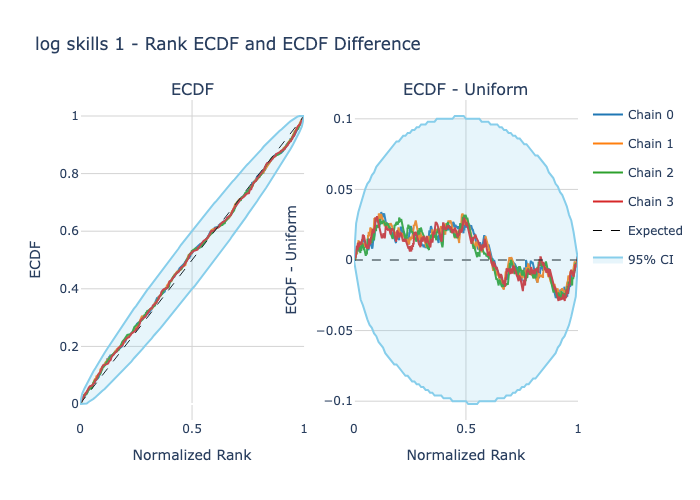 log skills 1 - Rank ECDF and ECDF Difference
ECDF
ECDF - Uniform
ECDF
1
0.8
0.6
0.4
0.2
0
0
0.5
1
Normalized Rank
ECDF - Uniform
0.1
0.05
0
−0.05
−0.1
0
0.5
1
Normalized Rank
Chain 0
Chain 1
Chain 2
Chain 3
Expected
95% CI